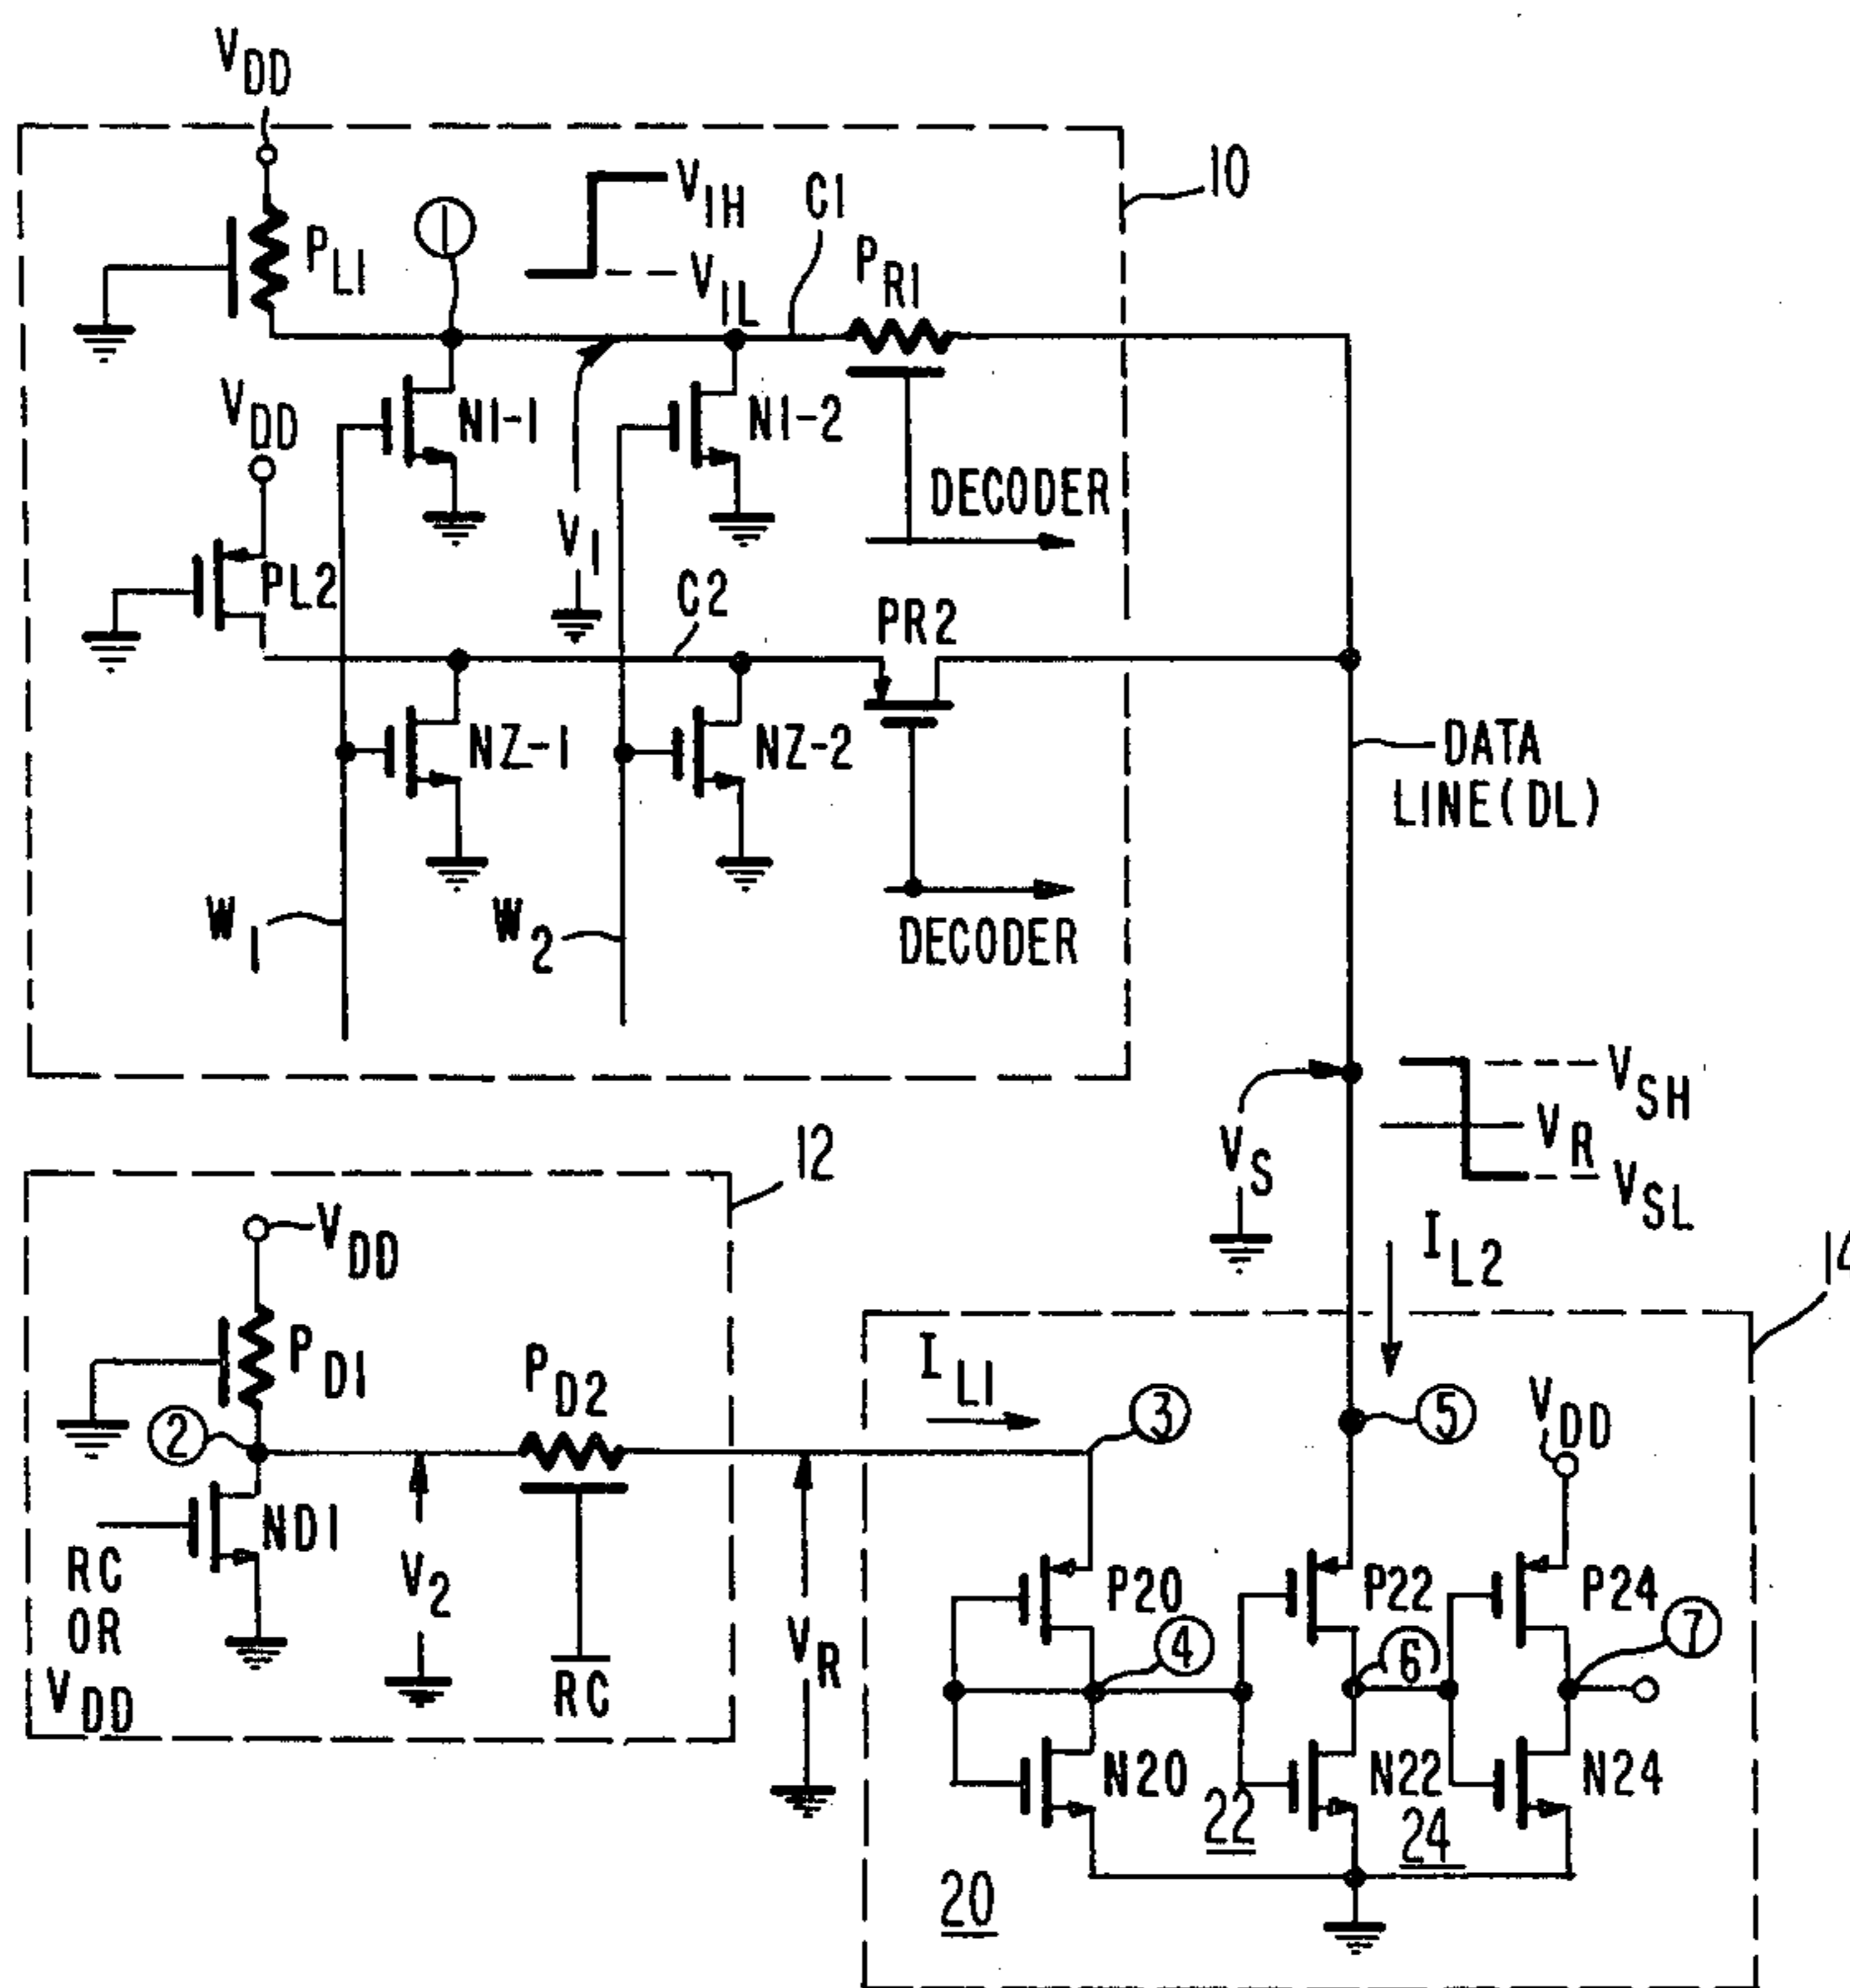 VDD
10
VIH
C1
PL1
1
VIL
PR1
VDD
N1-1
N1-2
DECODER
V1
PL2
C2
PR2
NZ-1
NZ-2
DATA
LINE(DL)
W1
W2
DECODER
VSH
VR
VS
VSL
12
VDD
IL2
14
PD1
PD2
IL1
3
5
VDD
2
ND1
RC
OR
VDD
V2
RC
VR
P20
P22
P24
4
6
7
N20
N22
N24
22
24
20